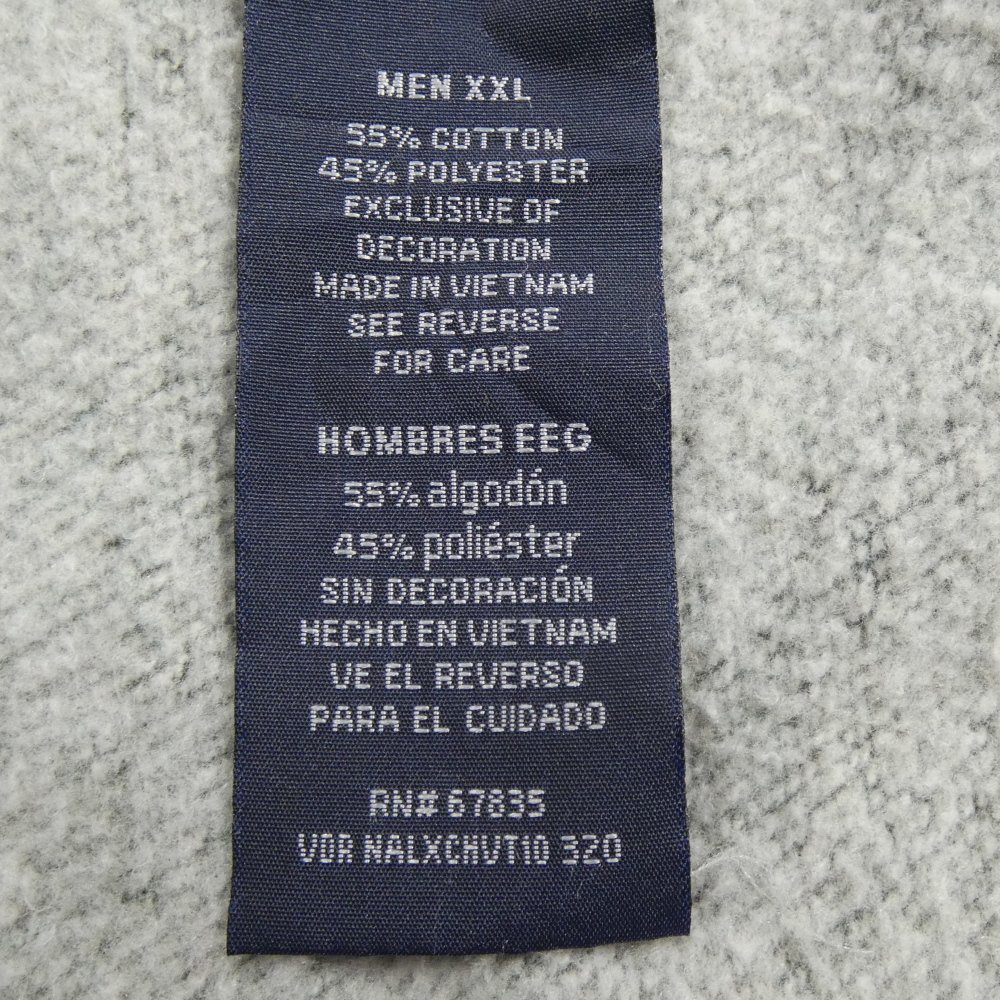 MEN XXL
55% COTTON
45% POLYESTER
EXCLUSIVE OF
DECORATION
MADE IN VIETNAM
SEE REVERSE
FOR CARE
HOMBRES EEG
55% algodón
45% poliéster
SIN DECORACIÓN
HECHO EN VIETNAM
VE EL REVERSO
PARA EL CUIDADO
RN# 67835
VDR NALXCHVT10 320